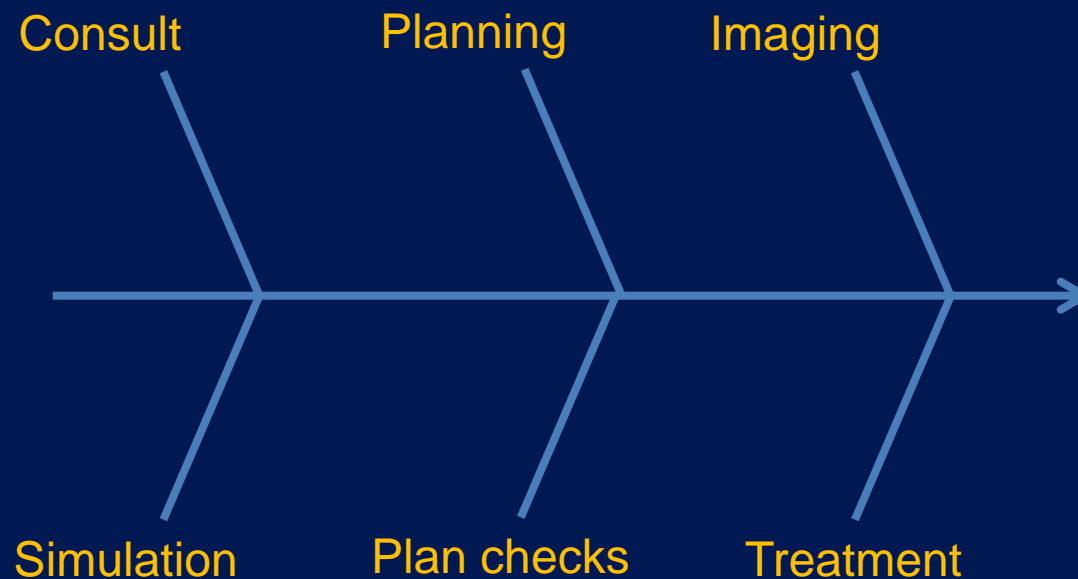 Consult
Planning
Imaging
Simulation
Plan checks
Treatment